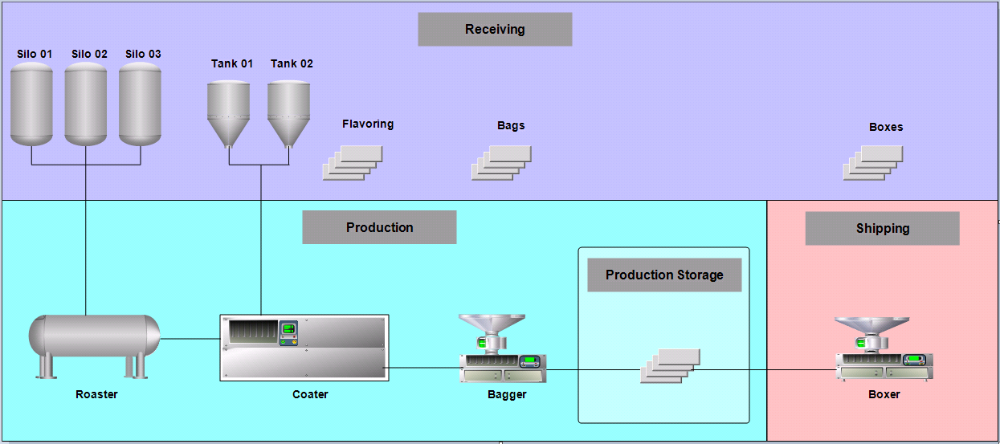 Receiving
Silo 01
Silo 02
Silo 03
Tank 01
Tank 02
Flavoring
Bags
Boxes
Production
Shipping
Production Storage
Roaster
Coater
Bagger
Boxer